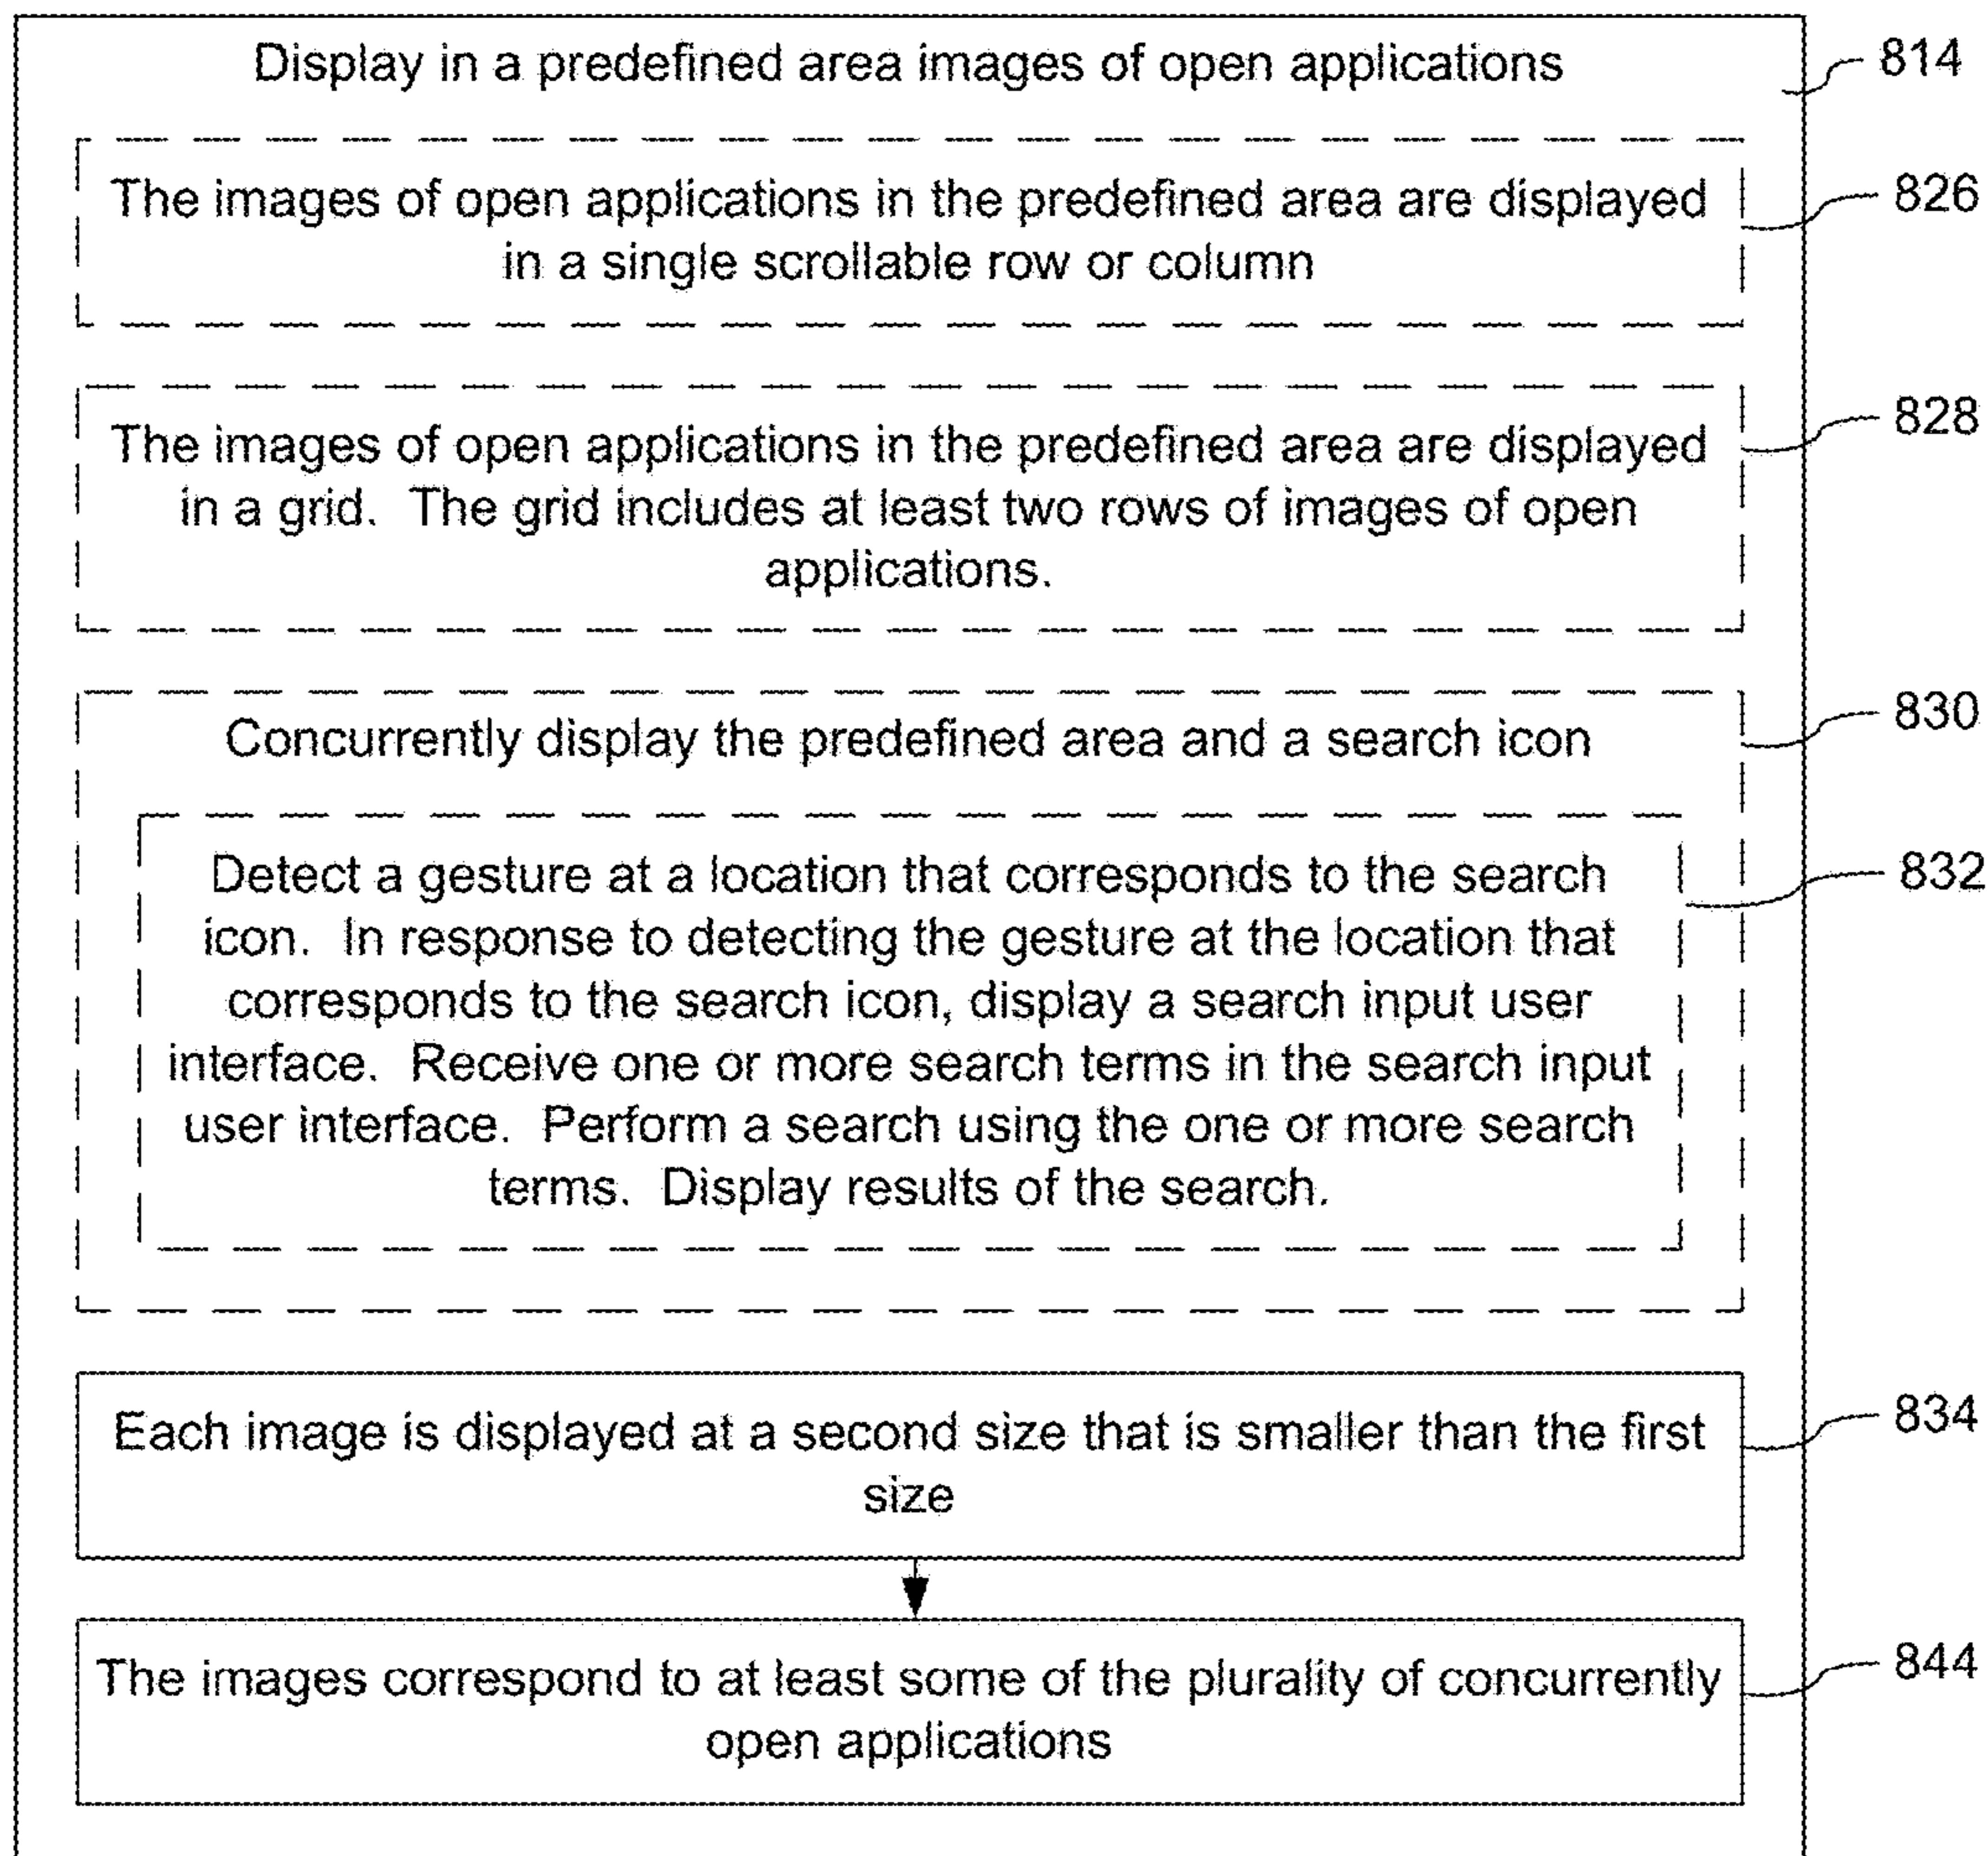 Display in a predefined area images of open applications
814
The images of open applications in the predefined area are displayed
in a single scrollable row or column
826
The images of open applications in the predefined area are displayed
in a grid. The grid includes at least two rows of images of open
applications.
828
Concurrently display the predefined area and a search icon
830
Detect a gesture at a location that corresponds to the search
icon. In response to detecting the gesture at the location that
corresponds to the search icon, display a search input user
interface. Receive one or more search terms in the search input
user interface. Perform a search using the one or more search
terms. Display results of the search.
832
Each image is displayed at a second size that is smaller than the first
size
834
The images correspond to at least some of the plurality of concurrently
open applications
844